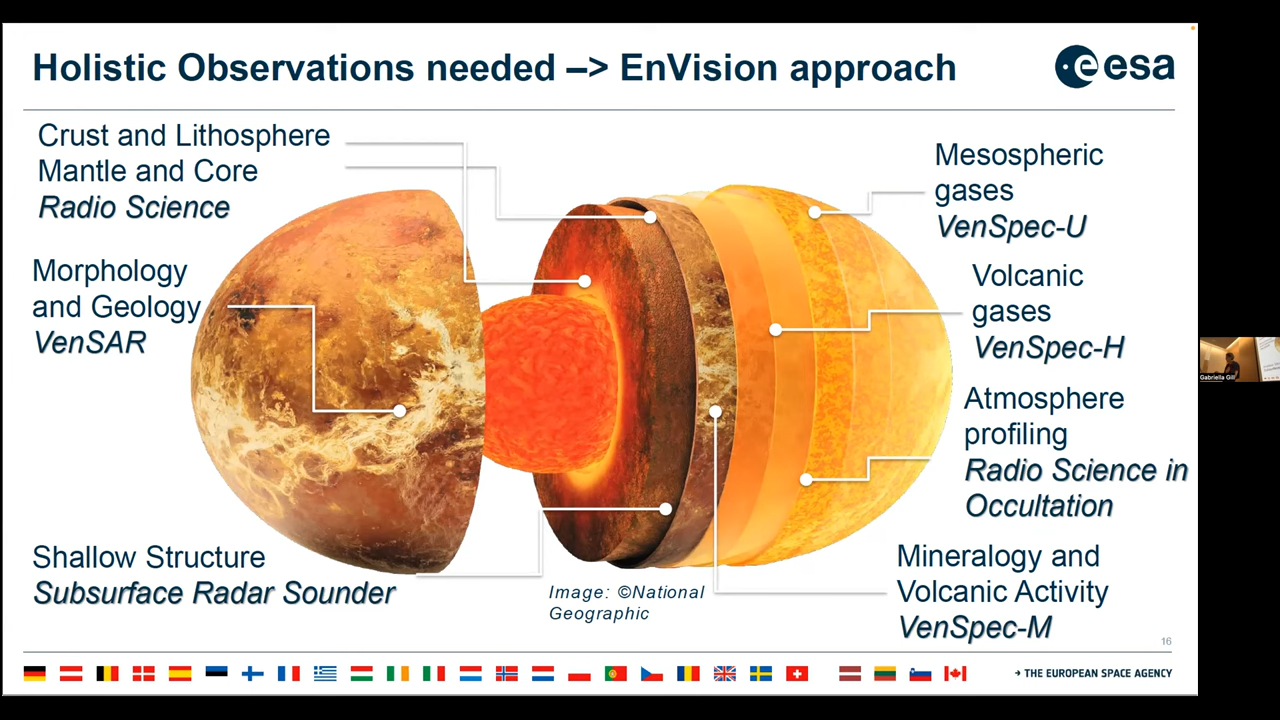 Holistic Observations needed –> EnVision approach
esa
Crust and Lithosphere
Mantle and Core
Radio Science
Morphology
and Geology
VenSAR
Shallow Structure
Subsurface Radar Sounder
Image: ©National
Geographic
Mesospheric
gases
VenSpec-U
Volcanic
gases
VenSpec-H
Atmosphere
profiling
Radio Science in
Occultation
Mineralogy and
Volcanic Activity
VenSpec-M
16
→ THE EUROPEAN SPACE AGENCY
Gabriella Gill